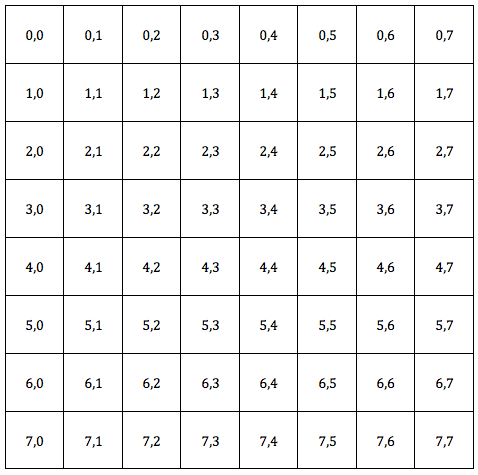 0,0 0,1 0,2 0,3 0,4 0,5 0,6 0,7
1,0 1,1 1,2 1,3 1,4 1,5 1,6 1,7
2,0 2,1 2,2 2,3 2,4 2,5 2,6 2,7
3,0 3,1 3,2 3,3 3,4 3,5 3,6 3,7
4,0 4,1 4,2 4,3 4,4 4,5 4,6 4,7
5,0 5,1 5,2 5,3 5,4 5,5 5,6 5,7
6,0 6,1 6,2 6,3 6,4 6,5 6,6 6,7
7,0 7,1 7,2 7,3 7,4 7,5 7,6 7,7